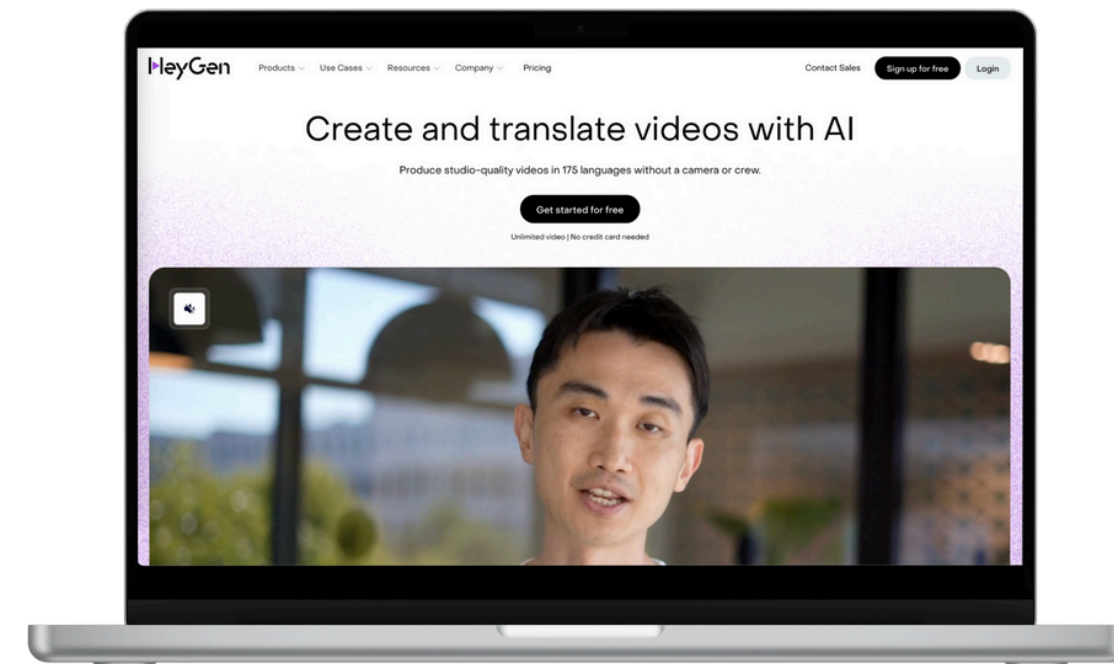 HeyGen Products Use Cases Resources Company Pricing Contact Sales Sign up for free Login
Create and translate videos with AI
Produce studio-quality videos in 175 languages without a camera or crew.
Get started for free
Unlimited video | No credit card needed